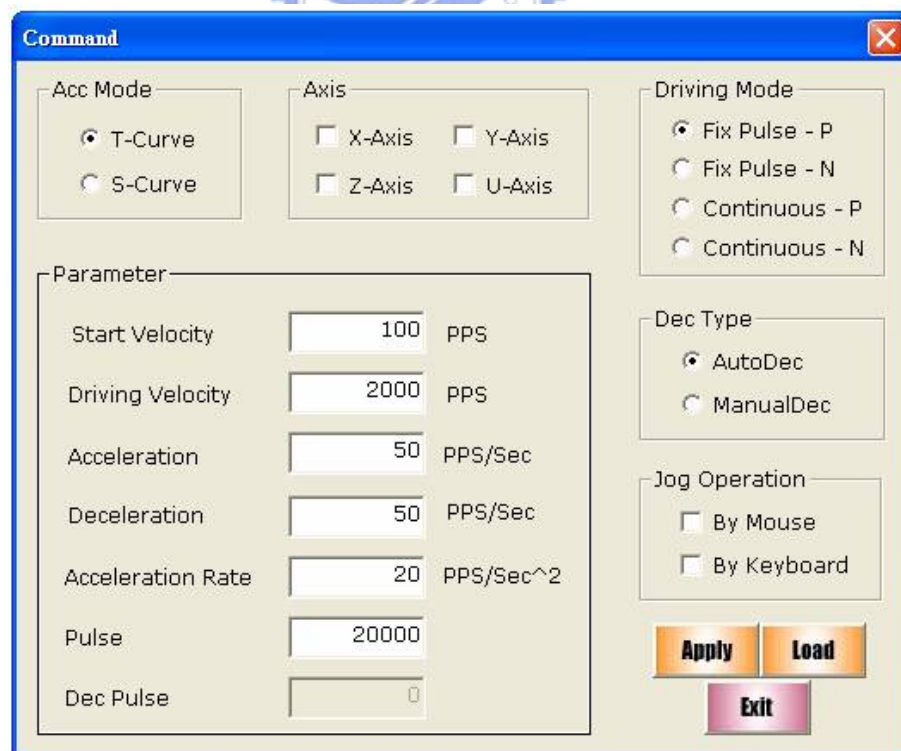 Command
Acc Mode
T-Curve
S-Curve
Axis
X-Axis
Y-Axis
Z-Axis
U-Axis
Driving Mode
Fix Pulse - P
Fix Pulse - N
Continuous - P
Continuous - N
Parameter
Start Velocity 100 PPS
Driving Velocity 2000 PPS
Acceleration 50 PPS/Sec
Deceleration 50 PPS/Sec
Acceleration Rate 20 PPS/Sec^2
Pulse 20000
Dec Pulse 0
Dec Type
AutoDec
ManualDec
Jog Operation
By Mouse
By Keyboard
Apply
Load
Exit